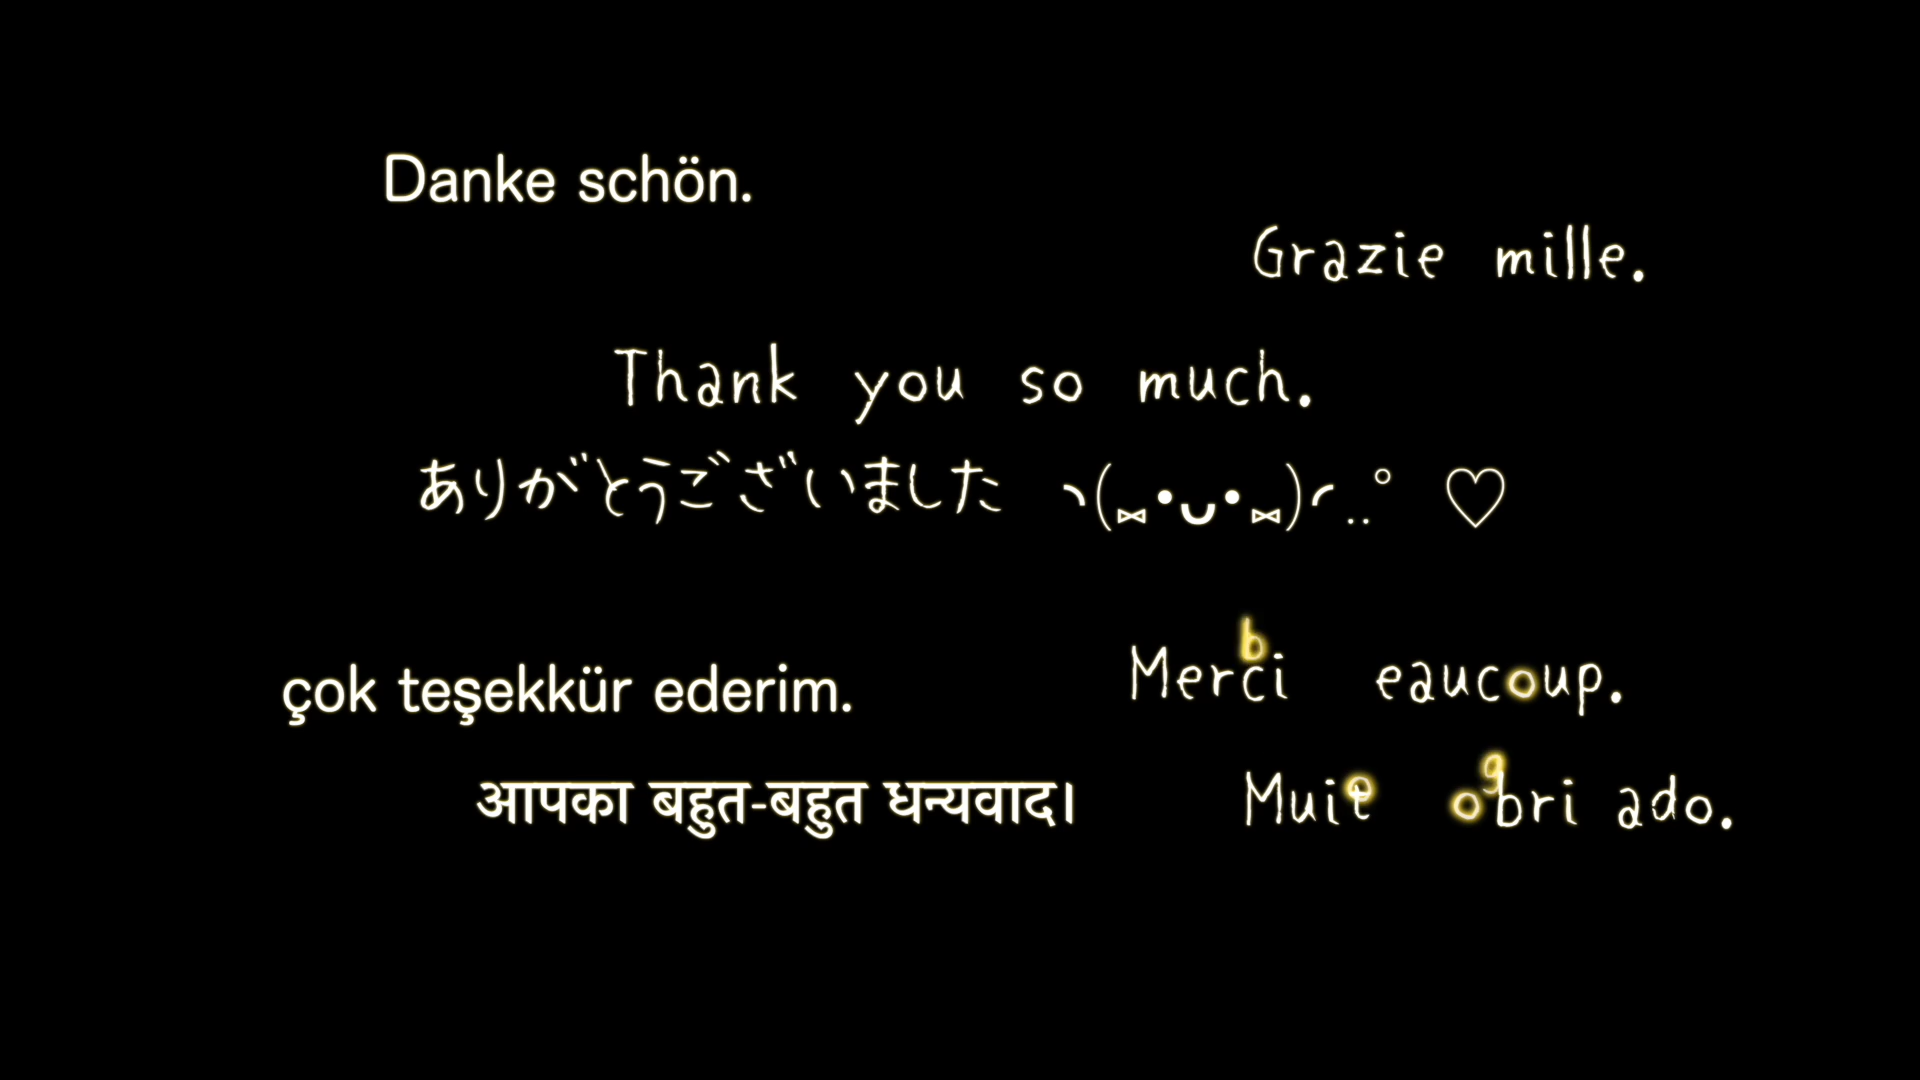 Danke schön.
Grazie mille.
Thank you so much.
ありがとうございました ヽ(⑅•ᴗ•⑅)◜..° ♡
çok teşekkür ederim.
Merci beaucoup.
आपका बहुत-बहुत धन्यवाद।
Muito obrigado.